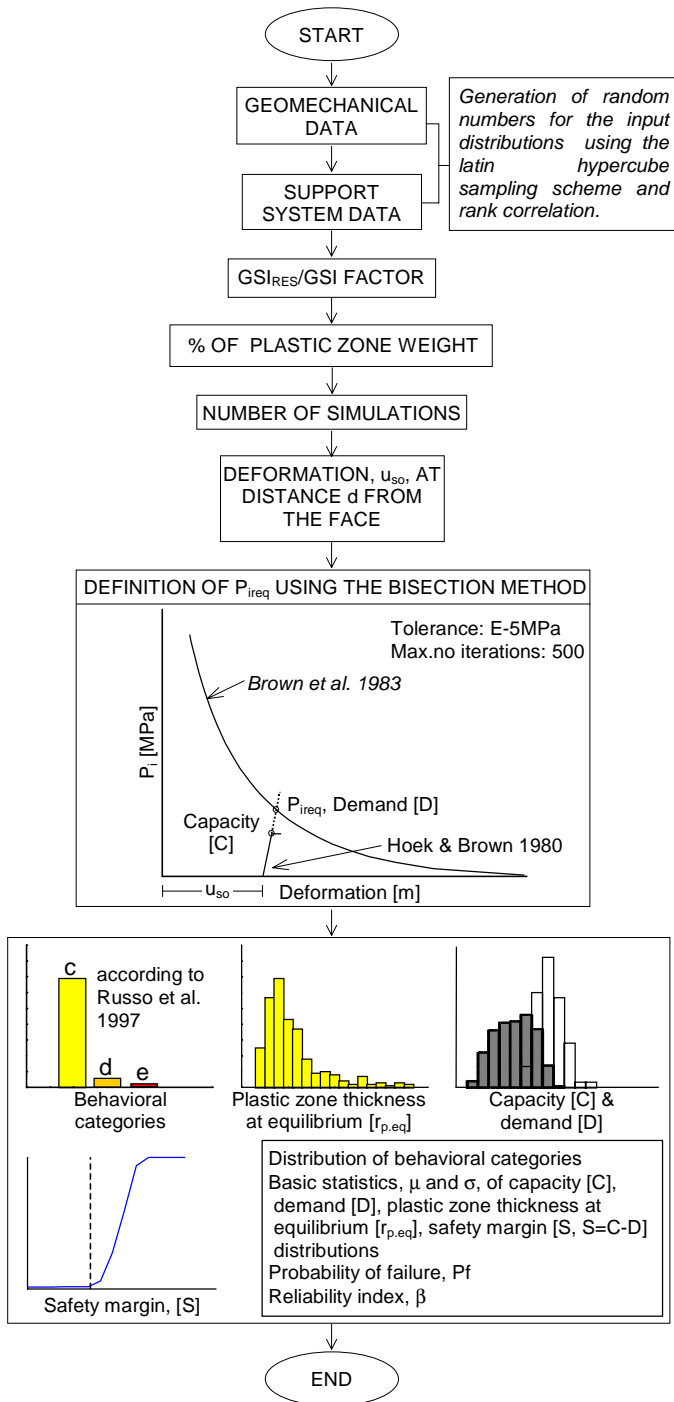 START
GEOMECHANICAL
DATA
Generation of random
numbers for the input
distributions using the
latin hypercube
sampling scheme and
rank correlation.
SUPPORT
SYSTEM DATA
GSIRES/GSI FACTOR
% OF PLASTIC ZONE WEIGHT
NUMBER OF SIMULATIONS
DEFORMATION, uso, AT
DISTANCE d FROM
THE FACE
DEFINITION OF Pireq USING THE BISECTION METHOD
Tolerance: E-5MPa
Max.no iterations: 500
Brown et al. 1983
Pi [MPa]
Pireq, Demand [D]
Capacity
[C]
Hoek & Brown 1980
uso
Deformation [m]
c
according to
Russo et al.
1997
d
e
Behavioral
categories
Plastic zone thickness
at equilibrium [rp.eq]
Capacity [C] &
demand [D]
Safety margin, [S]
Distribution of behavioral categories
Basic statistics, μ and σ, of capacity [C],
demand [D], plastic zone thickness at
equilibrium [rp.eq], safety margin [S, S=C-D]
distributions
Probability of failure, Pf
Reliability index, β
END